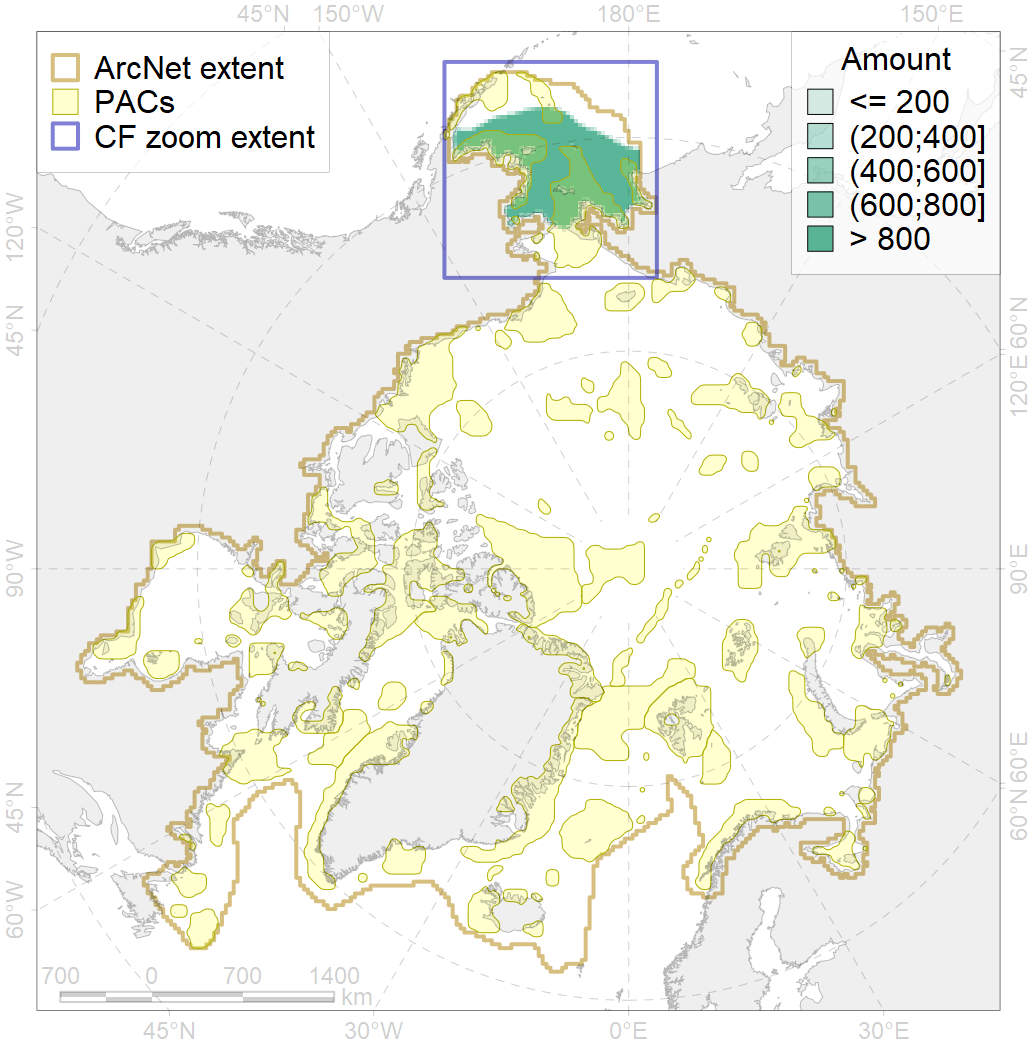 45°N 150°W 180°E 150°E
ArcNet extent
PACs
CF zoom extent
Amount
<= 200
(200;400]
(400;600]
(600;800]
> 800
45°N
120°W
45°N
90°W
45°N
60°W
60°N
120°E
90°E
60°E
60°N
700 0 700 1400
km
45°W 30°W 0°E 30°E